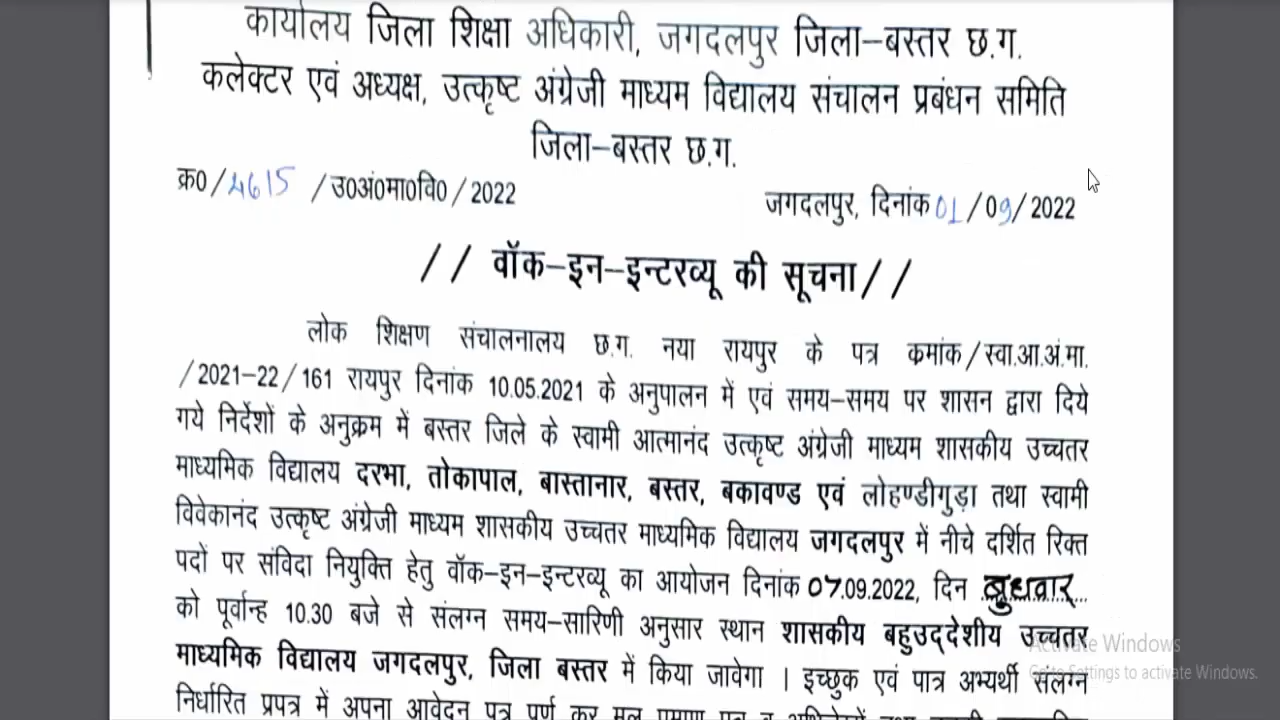 कार्यालय जिला शिक्षा अधिकारी, जगदलपुर जिला–बस्तर छ.ग.
कलेक्टर एवं अध्यक्ष, उत्कृष्ट अंग्रेजी माध्यम विद्यालय संचालन प्रबंधन समिति
जिला–बस्तर छ.ग.
क्र0/4615 /उ0अं0मा0वि0/2022
जगदलपुर, दिनांक 01/09/2022
// वॉक–इन–इन्टरव्यू की सूचना//
लोक शिक्षण संचालनालय छ.ग. नया रायपुर के पत्र कमांक/स्वा.आ.अं.मा.
/2021–22/161 रायपुर दिनांक 10.05.2021 के अनुपालन में एवं समय–समय पर शासन द्वारा दिये
गये निर्देशों के अनुक्रम में बस्तर जिले के स्वामी आत्मानंद उत्कृष्ट अंग्रेजी माध्यम शासकीय उच्चतर
माध्यमिक विद्यालय दरभा, तोकापाल, बास्तानार, बस्तर, बकावण्ड एवं लोहण्डीगुड़ा तथा स्वामी
विवेकानंद उत्कृष्ट अंग्रेजी माध्यम शासकीय उच्चतर माध्यमिक विद्यालय जगदलपुर में नीचे दर्शित रिक्त
पदों पर संविदा नियुक्ति हेतु वॉक–इन–इन्टरव्यू का आयोजन दिनांक 07.09.2022, दिन बुधवार
को पूर्वान्ह 10.30 बजे से संलग्न समय–सारिणी अनुसार स्थान शासकीय बहुउद्देशीय उच्चतर
माध्यमिक विद्यालय जगदलपुर, जिला बस्तर में किया जावेगा । इच्छुक एवं पात्र अभ्यर्थी संलग्न
निर्धारित प्रपत्र में अपना आवेदन पत्र पूर्ण कर मूल प्रमाण पत्र व
Activate Windows
Go to Settings to activate Windows.